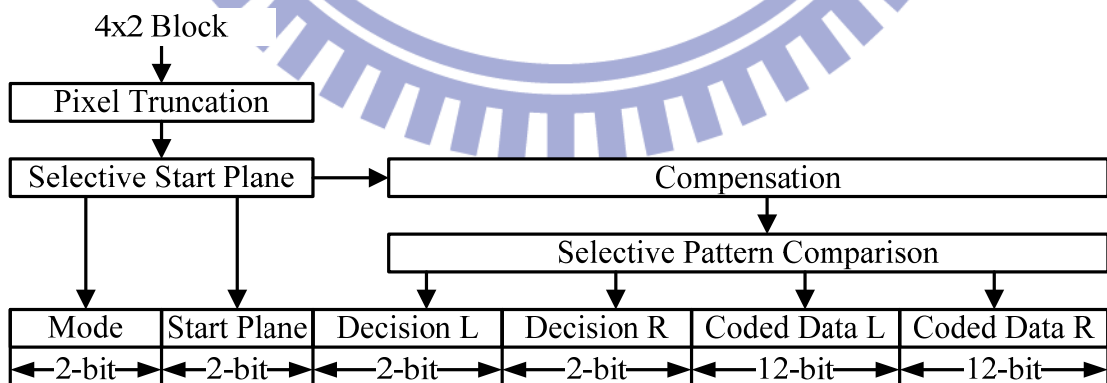 4x2 Block
Pixel Truncation
Selective Start Plane
Compensation
Selective Pattern Comparison
Mode
Start Plane
Decision L
Decision R
Coded Data L
Coded Data R
2-bit
2-bit
2-bit
2-bit
12-bit
12-bit